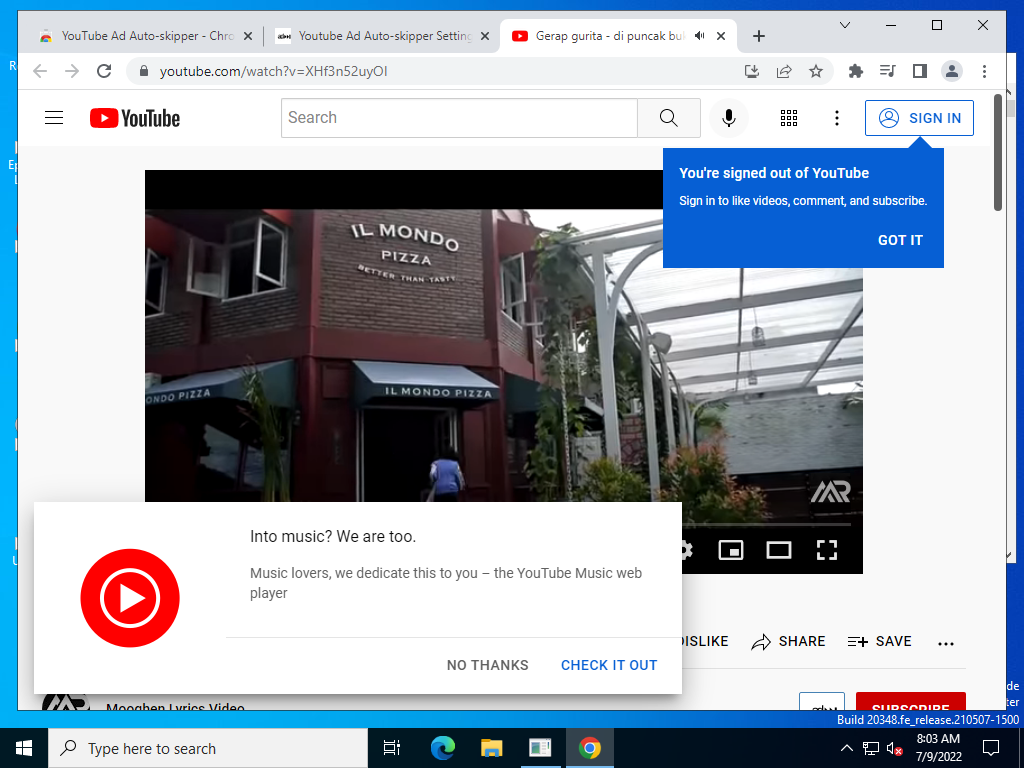 YouTube Ad Auto-skipper - Chro
Youtube Ad Auto-skipper Setting
Gerap gurita - di puncak buk
youtube.com/watch?v=XHf3n52uyOI
YouTube
Search
SIGN IN
You're signed out of YouTube
Sign in to like videos, comment, and subscribe.
GOT IT
IL MONDO
PIZZA
BETTER THAN TASTY
ONDO PIZZA
IL MONDO PIZZA
Into music? We are too.
Music lovers, we dedicate this to you – the YouTube Music web
player
NO THANKS
CHECK IT OUT
DISLIKE
SHARE
SAVE
Mooghen Lyrics Video
SUBSCRIBE
Build 20348.fe_release.210507-1500
Type here to search
8:03 AM
7/9/2022